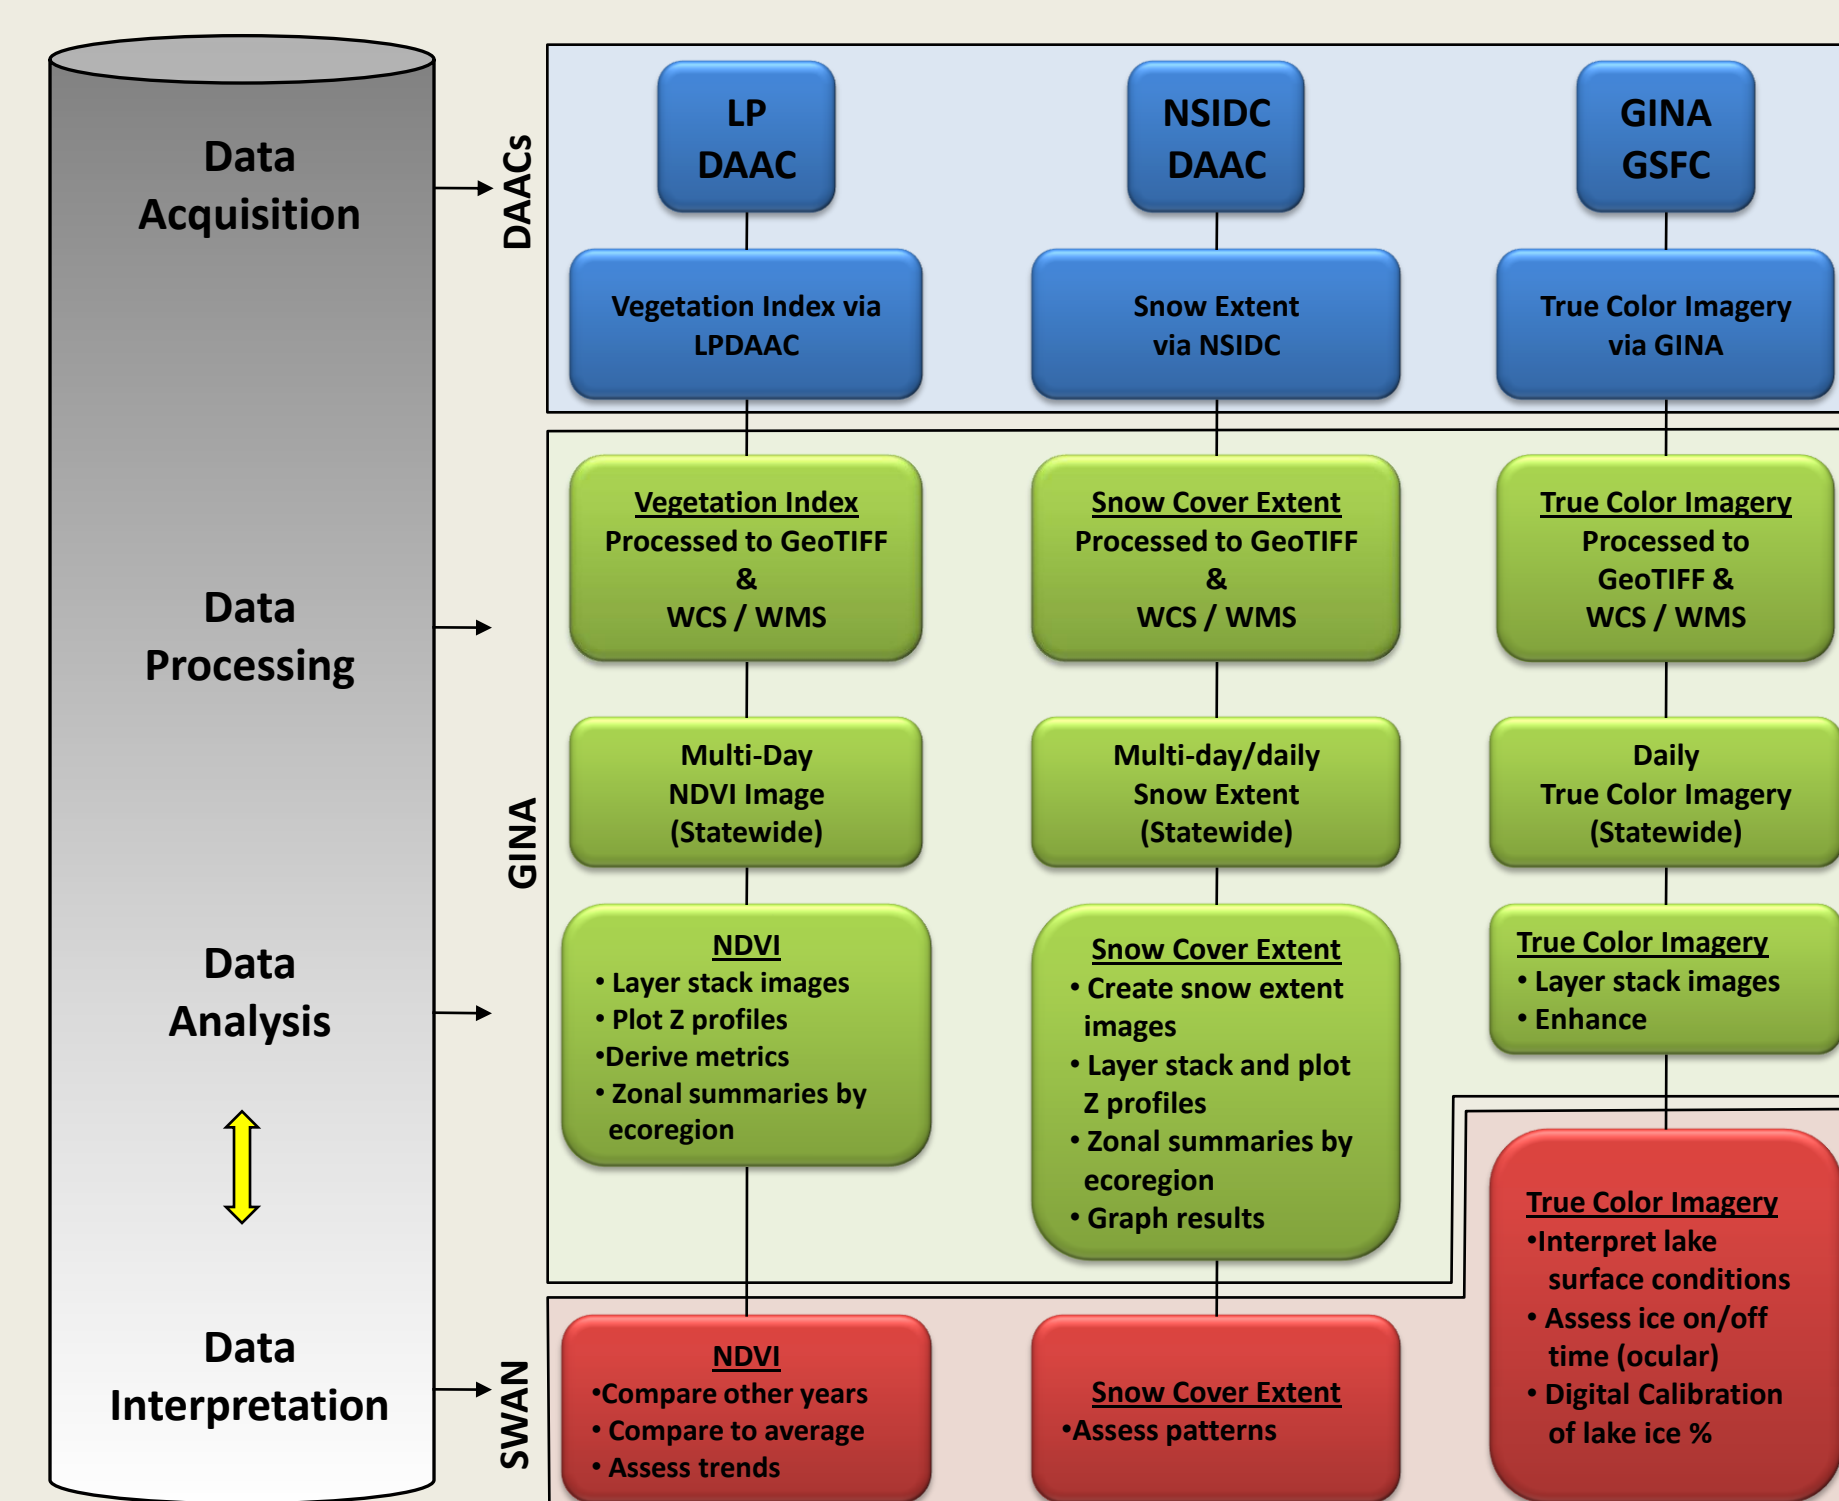 Data
Acquisition
DAACs
LP
DAAC
NSIDC
DAAC
GINA
GSFC
Vegetation Index via
LPDAAC
Snow Extent
via NSIDC
True Color Imagery
via GINA
Data
Processing
GINA
Vegetation Index
Processed to GeoTIFF
&
WCS / WMS
Snow Cover Extent
Processed to GeoTIFF
&
WCS / WMS
True Color Imagery
Processed to
GeoTIFF &
WCS / WMS
Multi-Day
NDVI Image
(Statewide)
Multi-day/daily
Snow Extent
(Statewide)
Daily
True Color Imagery
(Statewide)
Data
Analysis
NDVI
• Layer stack images
• Plot Z profiles
•Derive metrics
• Zonal summaries by
ecoregion
Snow Cover Extent
• Create snow extent
images
• Layer stack and plot
Z profiles
• Zonal summaries by
ecoregion
• Graph results
True Color Imagery
• Layer stack images
• Enhance
Data
Interpretation
SWAN
NDVI
•Compare other years
• Compare to average
• Assess trends
Snow Cover Extent
•Assess patterns
True Color Imagery
•Interpret lake
surface conditions
• Assess ice on/off
time (ocular)
• Digital Calibration
of lake ice %